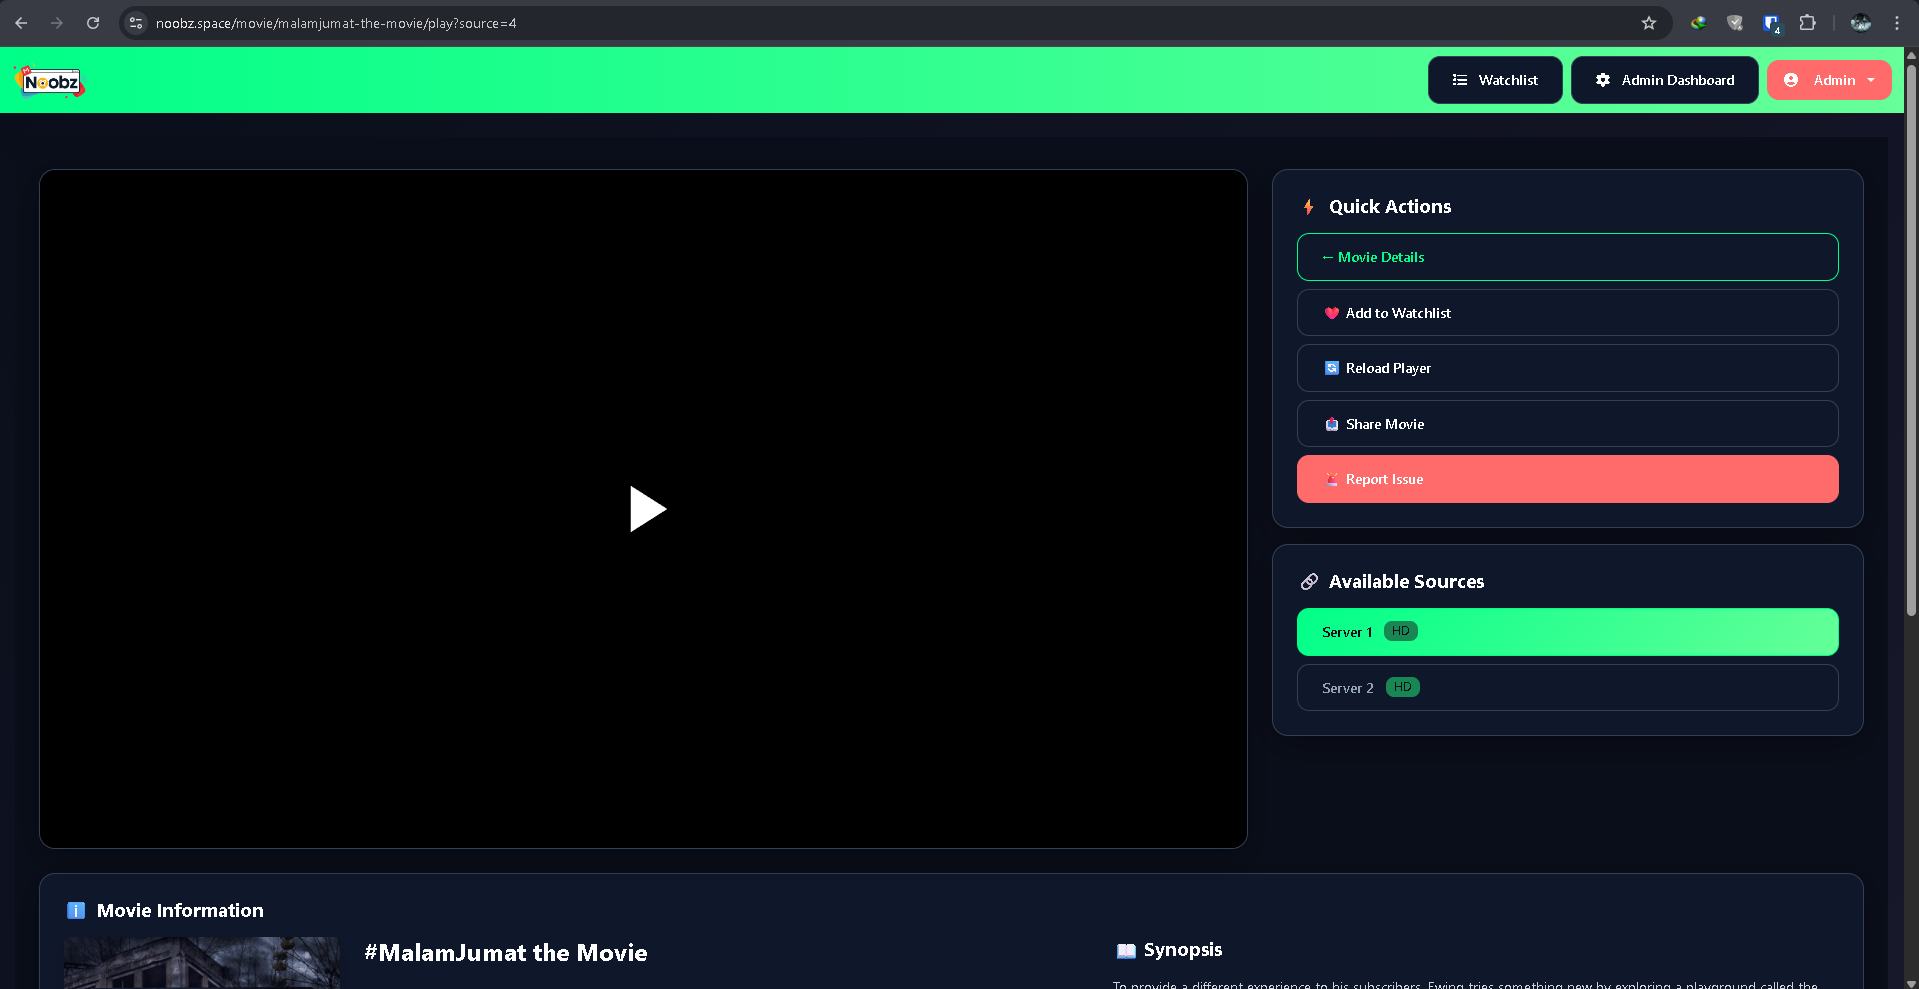 noobz.space/movie/malamjumat-the-movie/play?source=4
4
Noobz
Watchlist
Admin Dashboard
Admin
Quick Actions
← Movie Details
Add to Watchlist
Reload Player
Share Movie
Report Issue
Available Sources
Server 1 HD
Server 2 HD
Movie Information
#MalamJumat the Movie
Synopsis
To provide a different experience to his subscribers, Ewing tries something new by exploring a playground called the